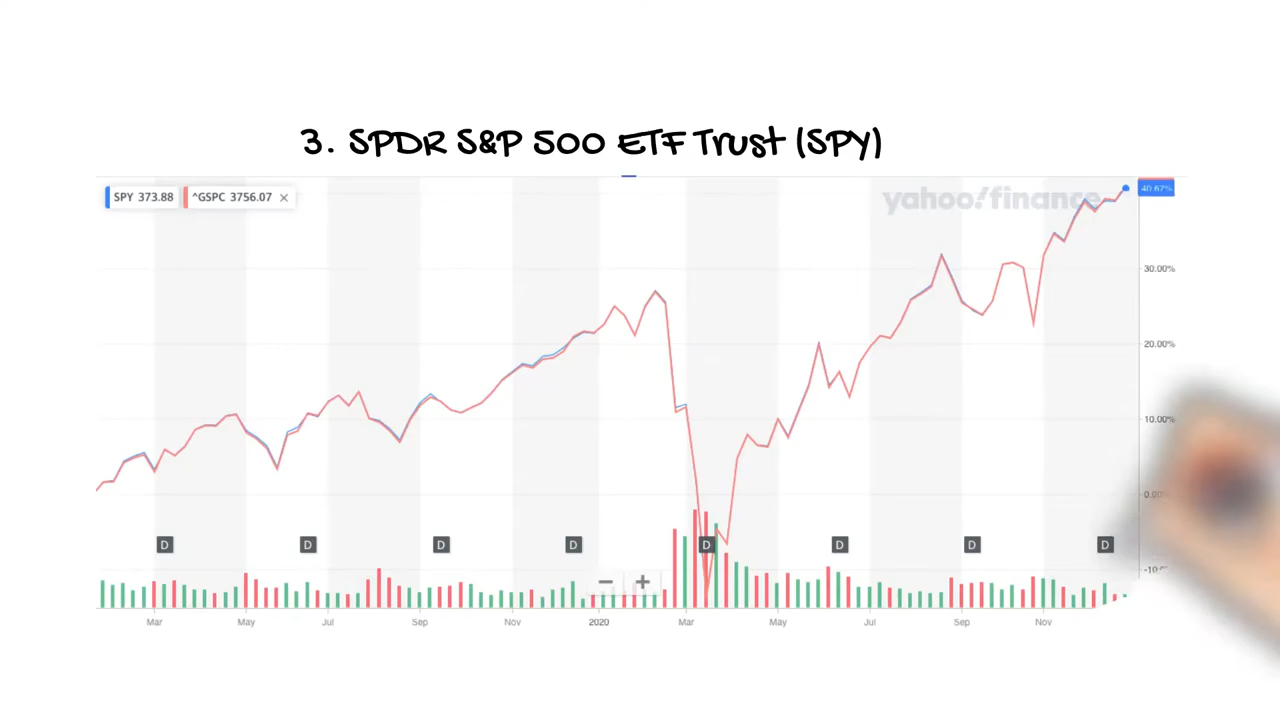 3. SPDR S&P 500 ETF Trust (SPY)
SPY 373.88 ^GSPC 3756.07 ×
yahoo!finance
40.67%
30.00%
20.00%
10.00%
0.00%
D D D D D D D D
-10.
− +
Mar May Jul Sep Nov 2020 Mar May Jul Sep Nov